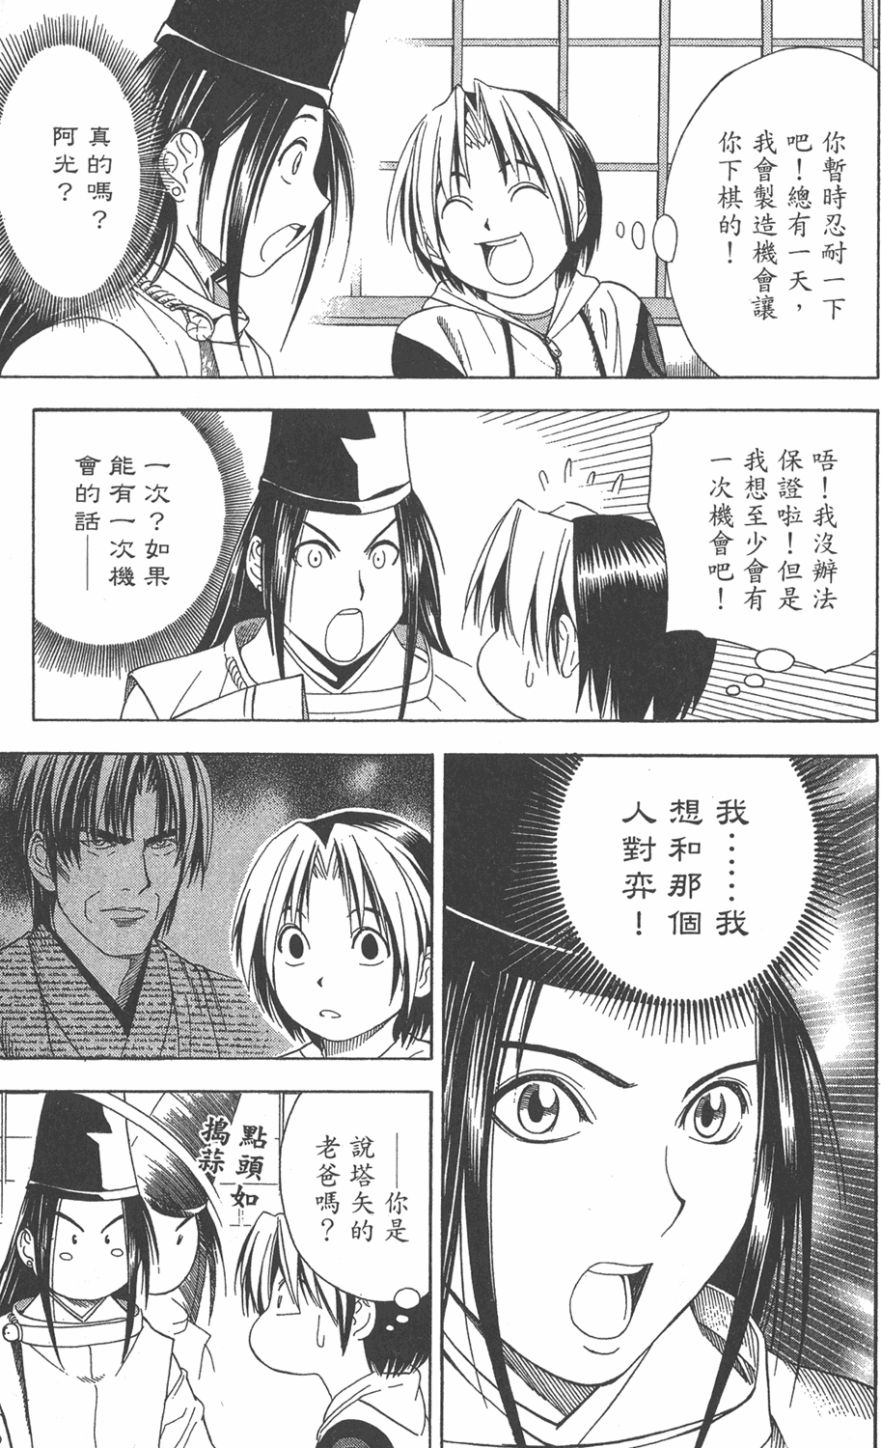 你暫時忍耐一下
吧！總有一天，
我會製造機會讓
你下棋的！
真的嗎？
阿光？
唔！我沒辦法
保證啦！但是
我想至少會有
一次機會吧！
一次？如果
能有一次機
會的話——
我……我
想和那個
人對弈！
——你是
說塔矢的
老爸嗎？
點頭如
搗蒜